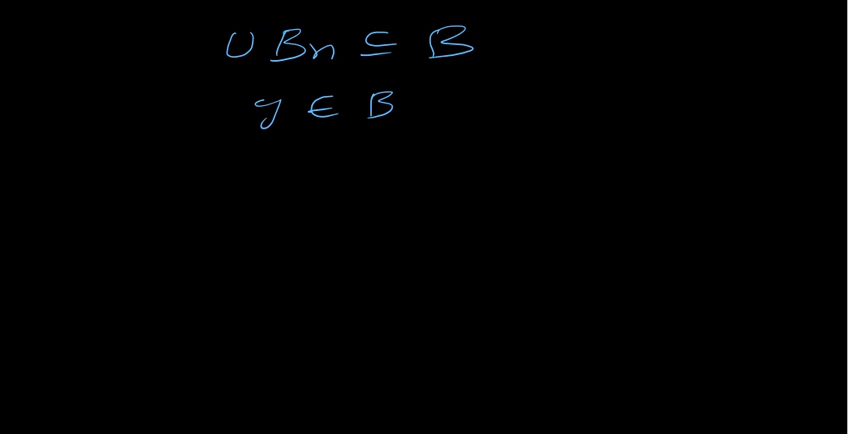 ∪ Bn ⊆ B
y ∈ B